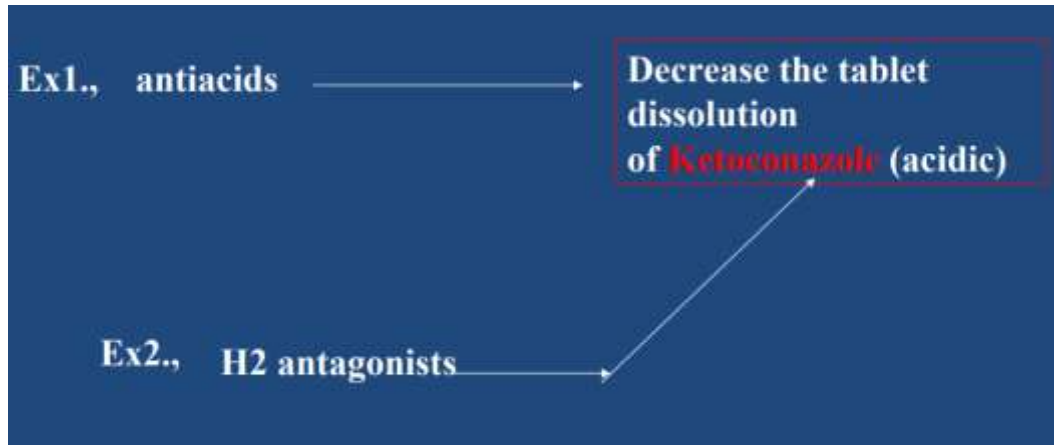 Ex1., antiacids
Decrease the tablet
dissolution
of Ketoconazole (acidic)
Ex2., H2 antagonists